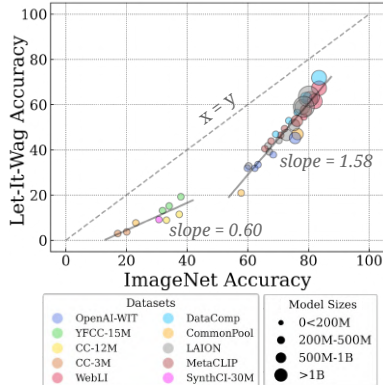 100
80
60
40
20
0
Let-It-Wag Accuracy
x = y
slope = 1.58
slope = 0.60
0 20 40 60 80 100
ImageNet Accuracy
Datasets
OpenAI-WIT
YFCC-15M
CC-12M
CC-3M
WebLI
DataComp
CommonPool
LAION
MetaCLIP
SynthCI-30M
Model Sizes
0<200M
200M-500M
500M-1B
>1B